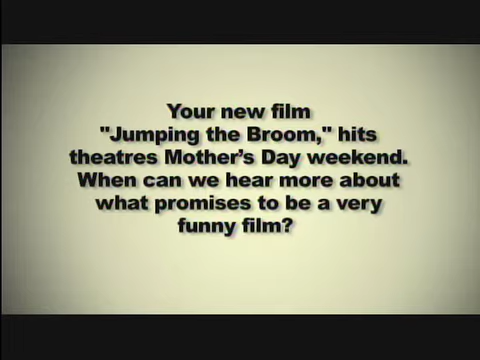 Your new film
"Jumping the Broom," hits
theatres Mother's Day weekend.
When can we hear more about
what promises to be a very
funny film?